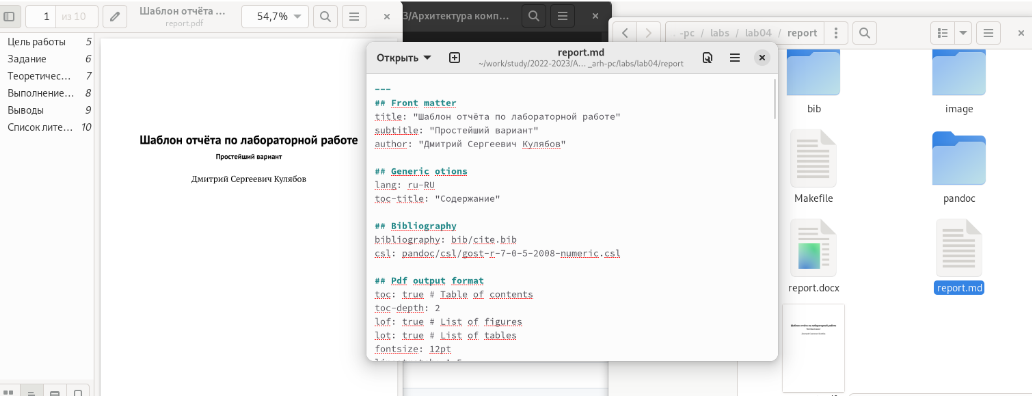 1 из 10
Шаблон отчёта ...
report.pdf
54,7%
Цель работы 5
Задание 6
Теоретичес... 7
Выполнение... 8
Выводы 9
Список лите... 10
Шаблон отчёта по лабораторной работе
Простейший вариант
Дмитрий Сергеевич Кулябов
3/Архитектура комп...
Открыть
report.md
~/work/study/2022-2023/А... _arh-pc/labs/lab04/report
---
## Front matter
title: "Шаблон отчёта по лабораторной работе"
subtitle: "Простейший вариант"
author: "Дмитрий Сергеевич Кулябов"
## Generic otions
lang: ru-RU
toc-title: "Содержание"
## Bibliography
bibliography: bib/cite.bib
csl: pandoc/csl/gost-r-7-0-5-2008-numeric.csl
## Pdf output format
toc: true # Table of contents
toc-depth: 2
lof: true # List of figures
lot: true # List of tables
fontsize: 12pt
-pc / labs / lab04 / report
bib
image
Makefile
pandoc
report.docx
report.md
Шаблон отчёта по лабораторной работе